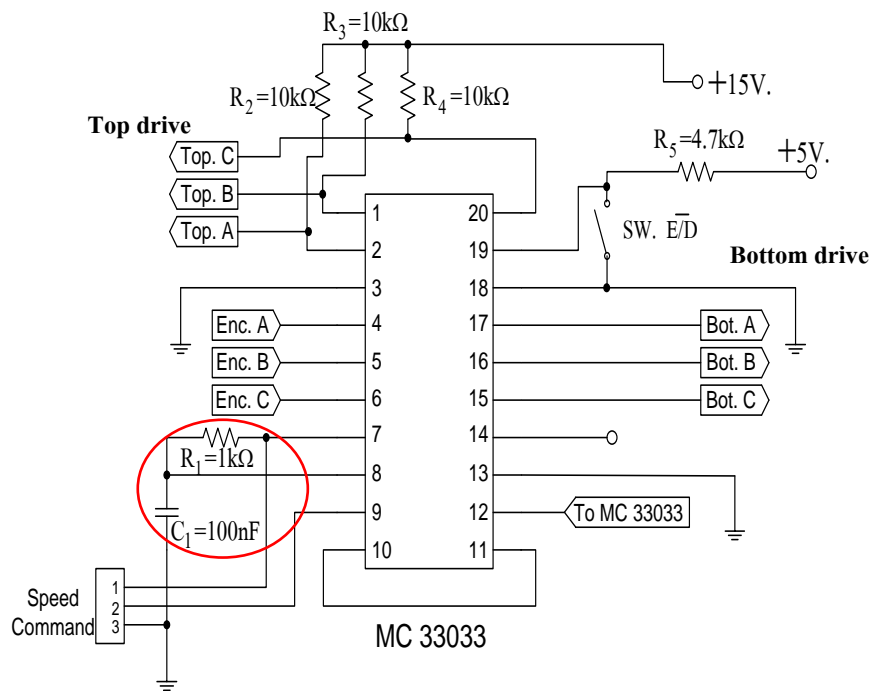 R3=10kΩ
R2=10kΩ
R4=10kΩ
+15V.
Top drive
Top. C
Top. B
Top. A
R5=4.7kΩ
+5V.
SW. E/D̅
Bottom drive
1
2
3
4
5
6
7
8
9
10
20
19
18
17
16
15
14
13
12
11
Enc. A
Enc. B
Enc. C
Bot. A
Bot. B
Bot. C
R1=1kΩ
C1=100nF
To MC 33033
Speed
Command
1
2
3
MC 33033